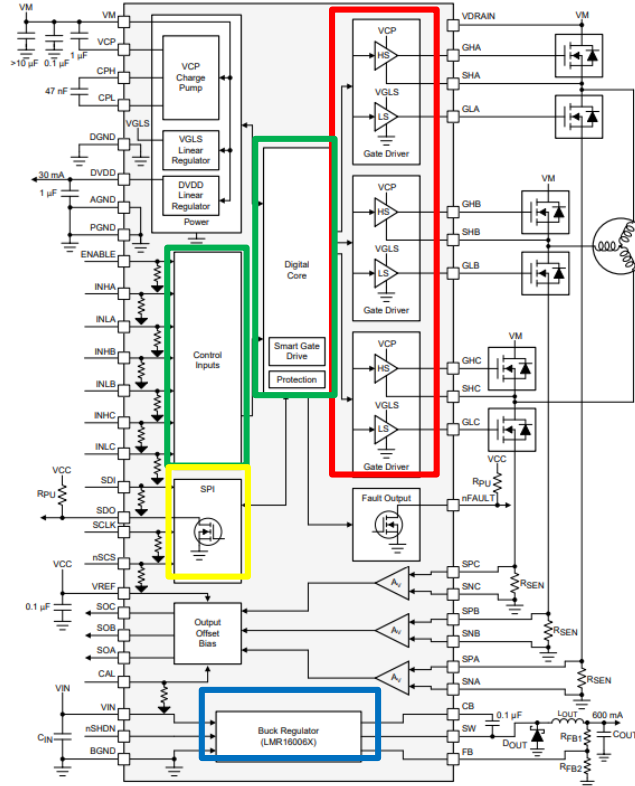 VM
VM
VCP
>10 µF
0.1 µF
1 µF
CPH
47 nF
CPL
VCP
Charge
Pump
VGLS
DGND
VGLS
Linear
Regulator
30 mA
DVDD
1 µF
DVDD
Linear
Regulator
AGND
Power
PGND
ENABLE
INHA
INLA
INHB
INLB
INHC
INLC
Control
Inputs
Digital
Core
Smart Gate
Drive
Protection
VCP
HS
VGLS
LS
Gate Driver
VCP
HS
VGLS
LS
Gate Driver
VCP
HS
VGLS
LS
Gate Driver
VDRAIN
VM
GHA
SHA
GLA
VM
GHB
SHB
GLB
VM
GHC
SHC
GLC
VCC
RPU
SDI
SDO
SCLK
nSCS
SPI
Fault Output
VCC
RPU
nFAULT
VCC
VREF
0.1 µF
SOC
SOB
SOA
CAL
Output
Offset
Bias
AV
AV
AV
SPC
SNC
RSEN
SPB
SNB
RSEN
SPA
SNA
RSEN
VIN
VIN
CIN
nSHDN
BGND
Buck Regulator
(LMR16006X)
CB
0.1 µF
SW
FB
DOUT
LOUT
600 mA
RFB1
COUT
RFB2